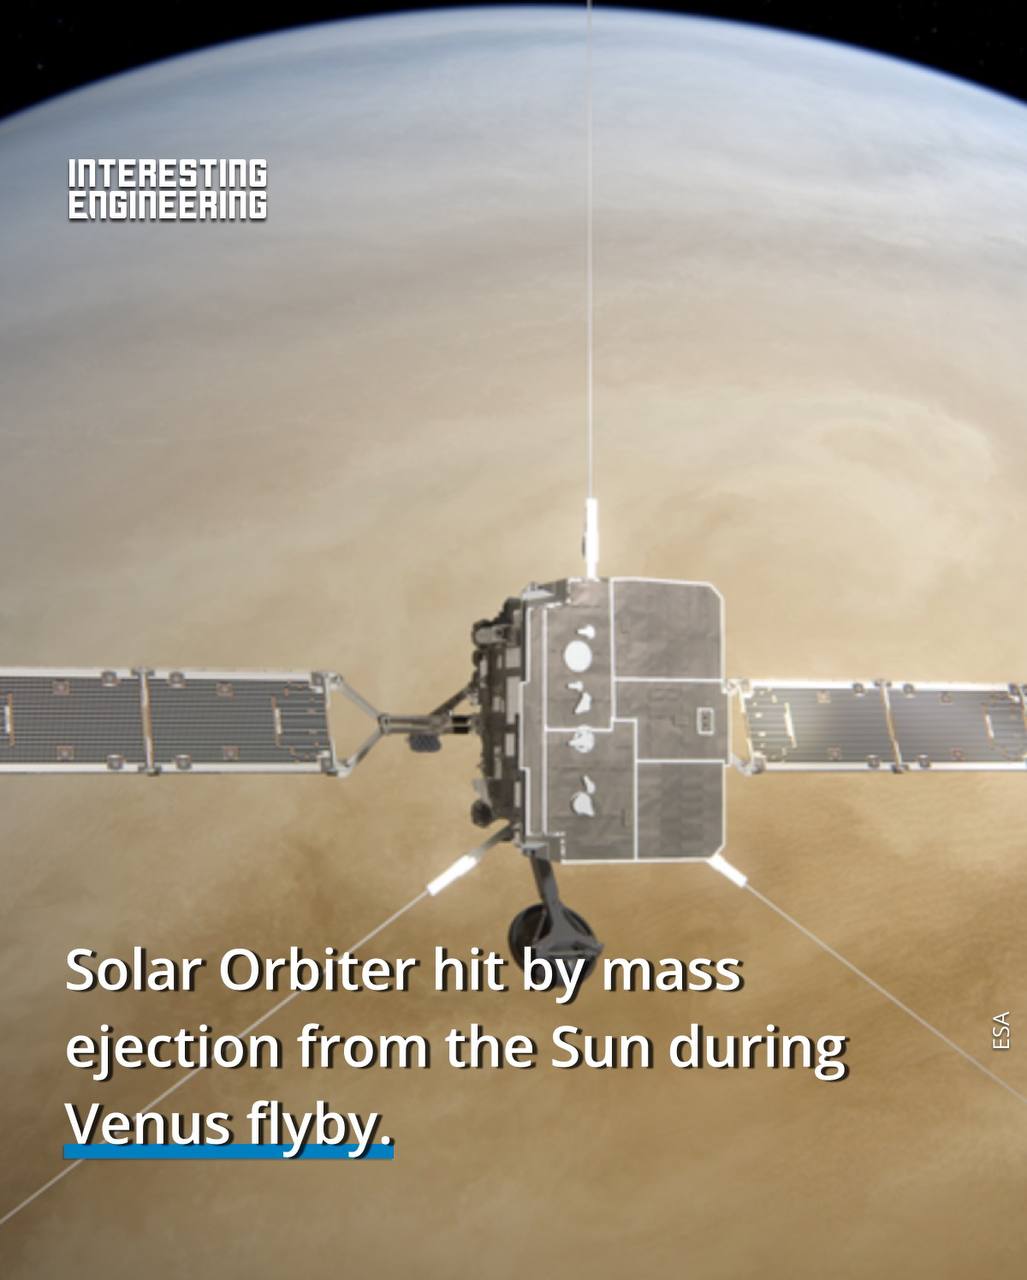 INTERESTING
ENGINEERING
Solar Orbiter hit by mass
ejection from the Sun during
Venus flyby.
ESA